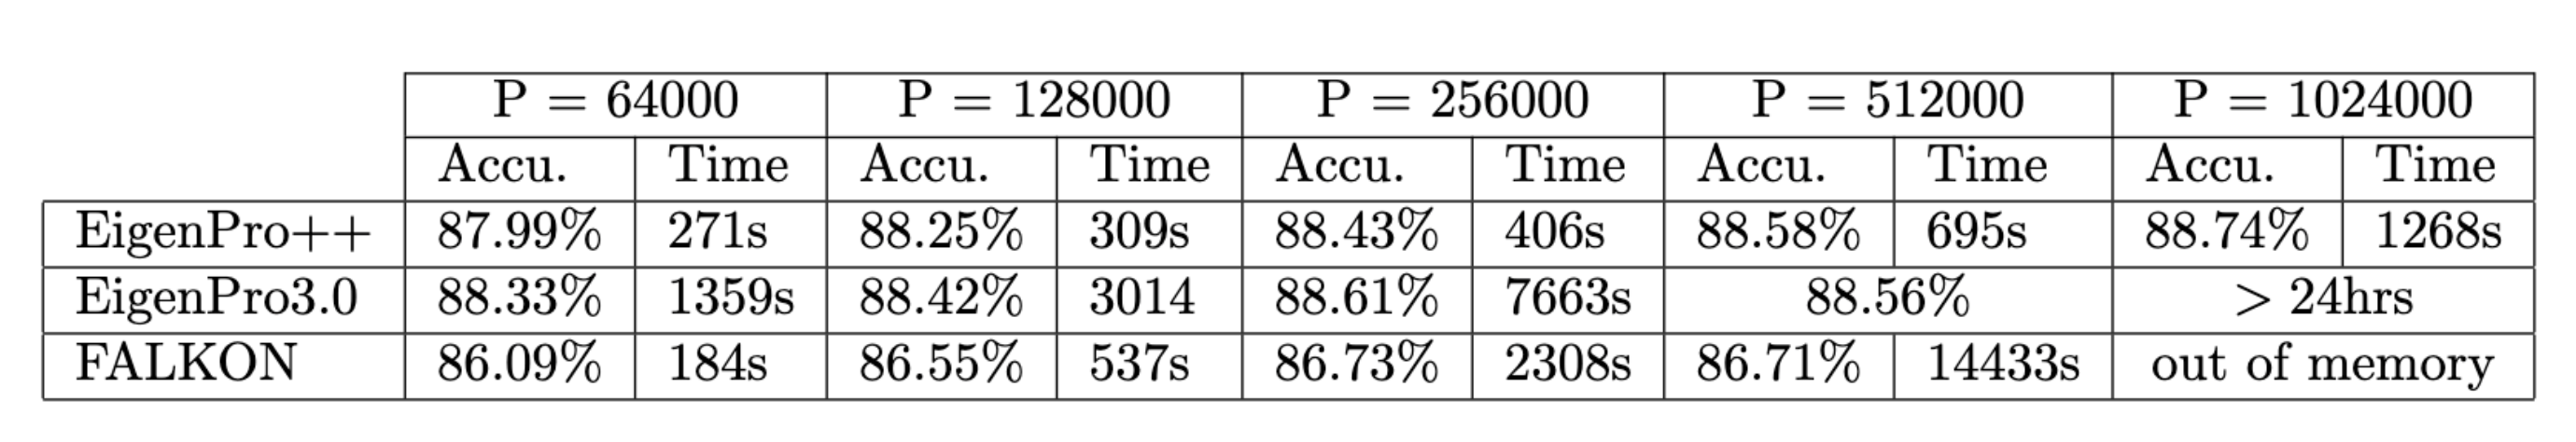 P = 64000 P = 128000 P = 256000 P = 512000 P = 1024000
Accu. Time Accu. Time Accu. Time Accu. Time Accu. Time
EigenPro++ 87.99% 271s 88.25% 309s 88.43% 406s 88.58% 695s 88.74% 1268s
EigenPro3.0 88.33% 1359s 88.42% 3014 88.61% 7663s 88.56% > 24hrs
FALKON 86.09% 184s 86.55% 537s 86.73% 2308s 86.71% 14433s out of memory